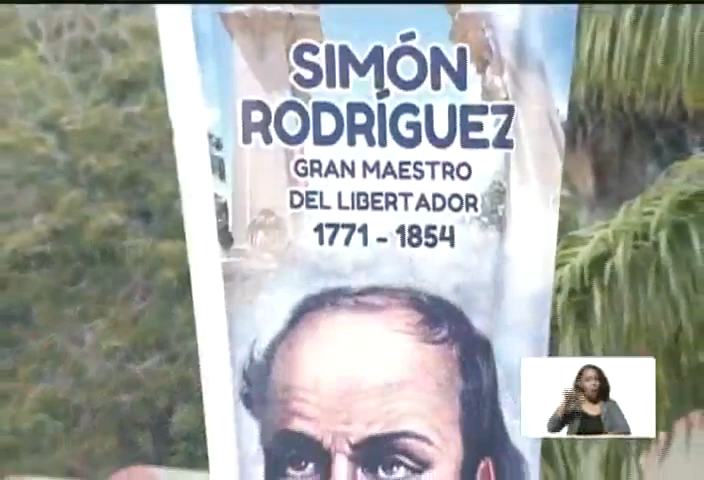 SIMÓN
RODRÍGUEZ
GRAN MAESTRO
DEL LIBERTADOR
1771 - 1854